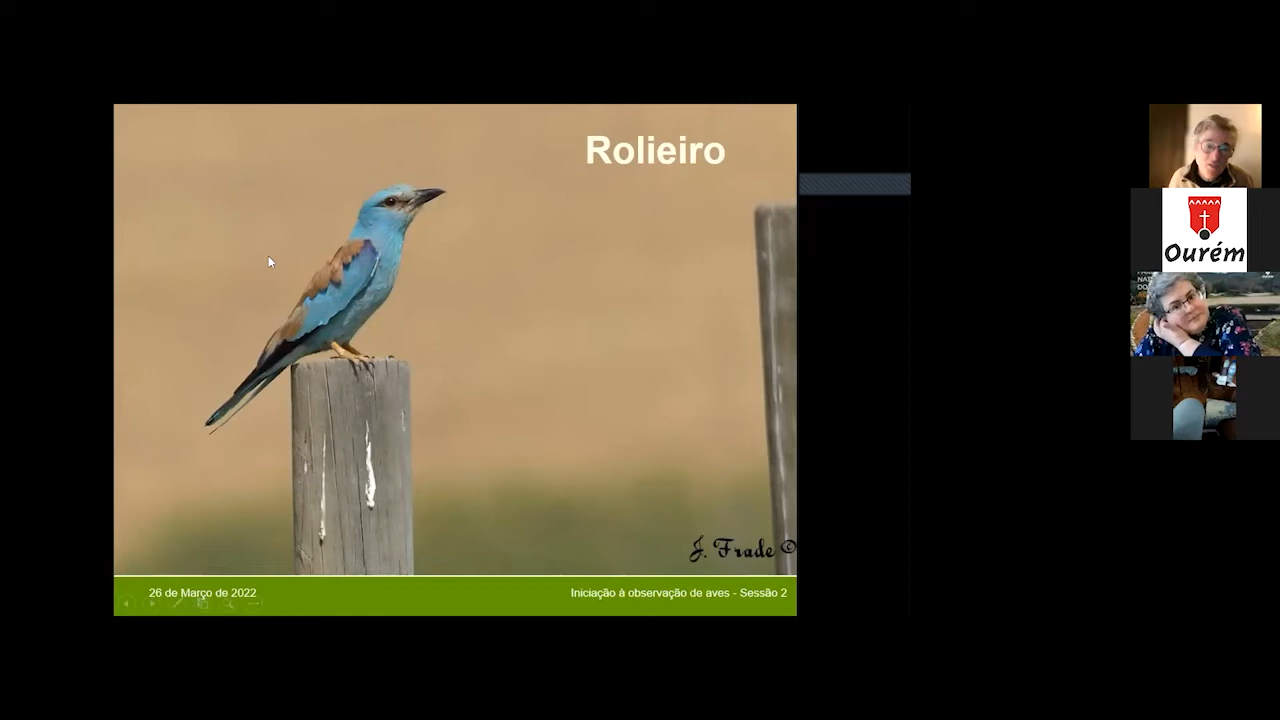 Rolieiro
J. Frade ©
26 de Março de 2022
Iniciação à observação de aves - Sessão 2
Ourém